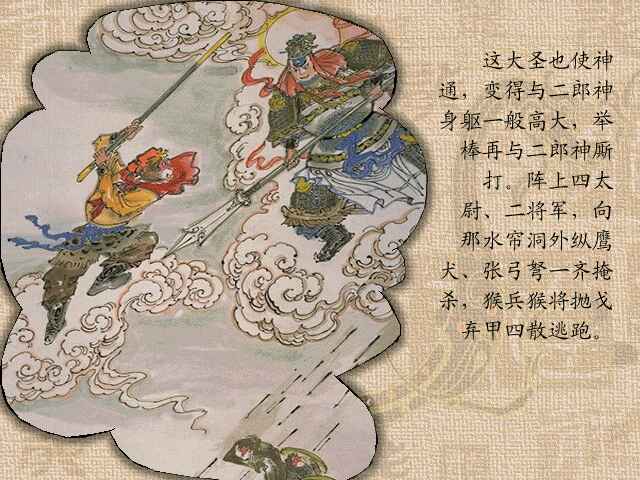 这大圣也使神
通，变得与二郎神
身躯一般高大，举
棒再与二郎神厮
打。阵上四太
尉、二将军，向
那水帘洞外纵鹰
犬、张弓弩一齐掩
杀，猴兵猴将抛戈
弃甲四散逃跑。